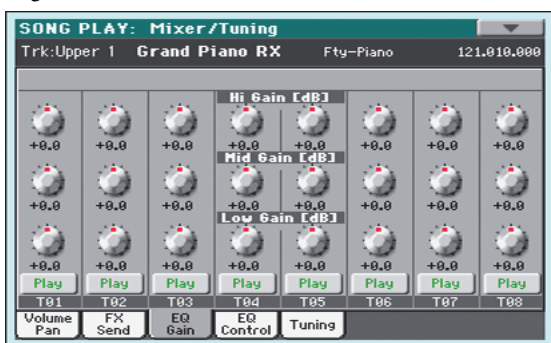 SONG PLAY: Mixer/Tuning
Trk:Upper 1 Grand Piano RX Fty-Piano 121.010.000
Hi Gain [dB]
+0.0 +0.0 +0.0 +0.0 +0.0 +0.0 +0.0 +0.0
Mid Gain [dB]
+0.0 +0.0 +0.0 +0.0 +0.0 +0.0 +0.0 +0.0
Low Gain [dB]
+0.0 +0.0 +0.0 +0.0 +0.0 +0.0 +0.0 +0.0
Play Play Play Play Play Play Play Play
T01 T02 T03 T04 T05 T06 T07 T08
Volume Pan FX Send EQ Gain EQ Control Tuning